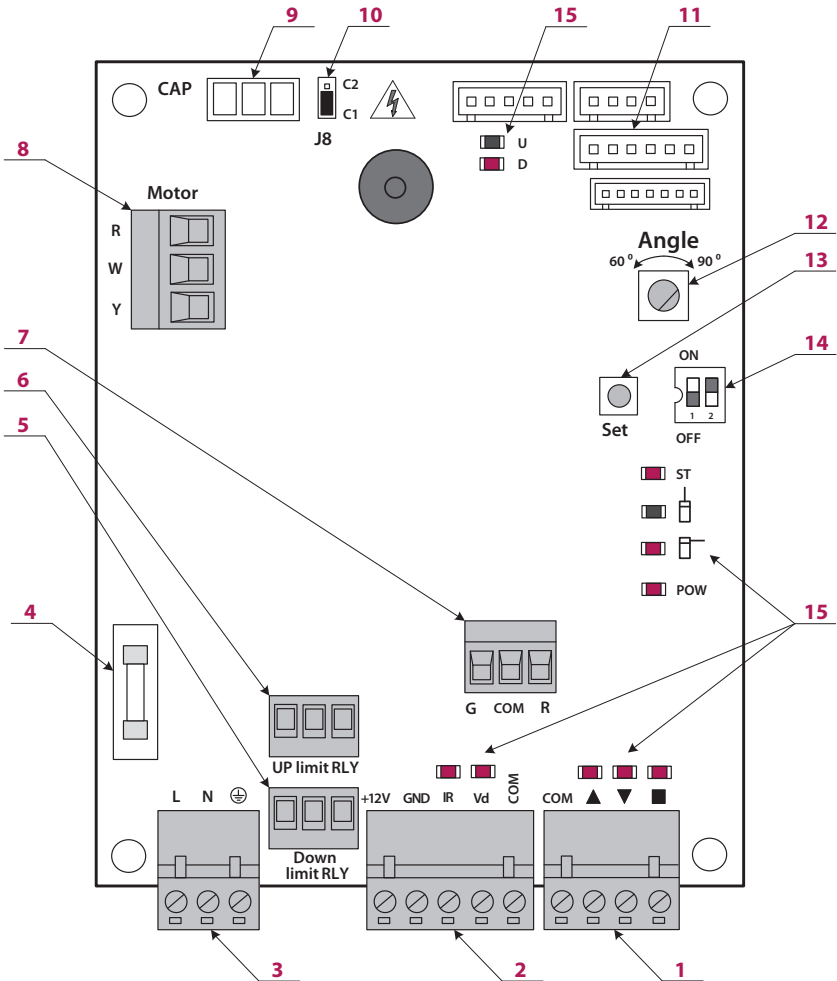 9 10 15 11
CAP
C2
C1
J8
U
D
8
Motor
R
W
Y
Angle
60 º 90 º
12
13
7
ON
14
1 2
6
Set
OFF
5
ST
4
POW
15
G COM R
UP limit RLY
L N
+12V GND IR Vd COM
COM ▲ ▼ ■
Down
limit RLY
3 2 1